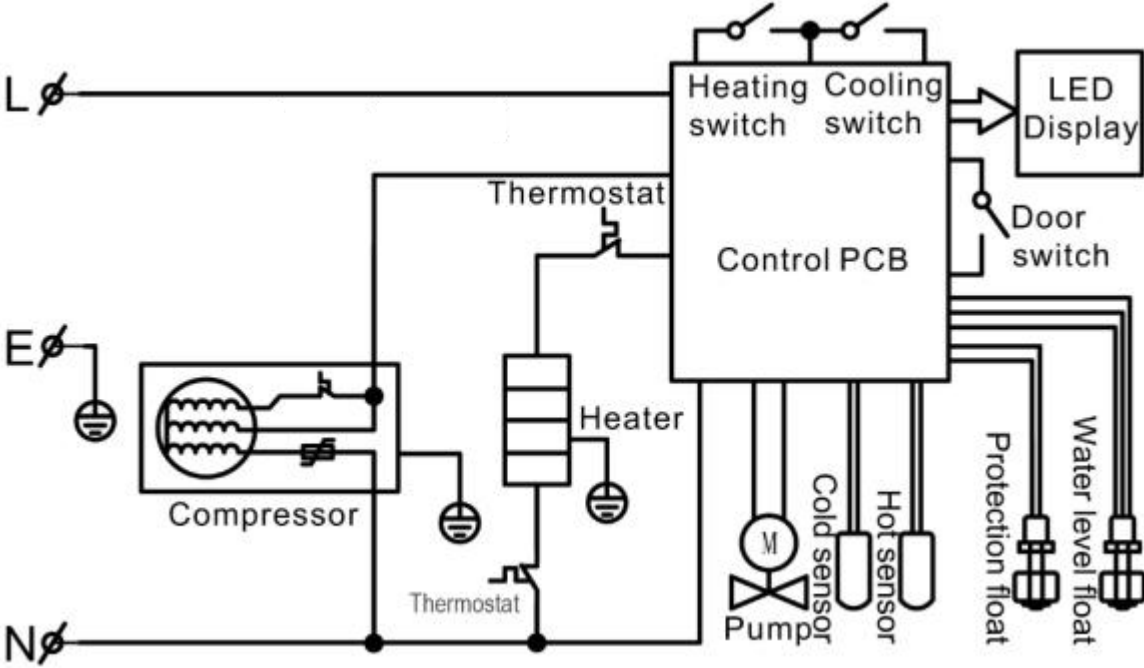 L
Heating
switch
Cooling
switch
LED
Display
Thermostat
Door
switch
Control PCB
E
Heater
Compressor
Cold sensor
Hot sensor
Protection float
Water level float
M
Thermostat
Pump
N